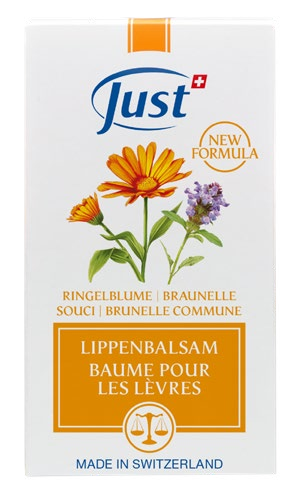 Just
NEW
FORMULA
RINGELBLUME | BRAUNELLE
SOUCI | BRUNELLE COMMUNE
LIPPENBALSAM
BAUME POUR
LES LÈVRES
MADE IN SWITZERLAND